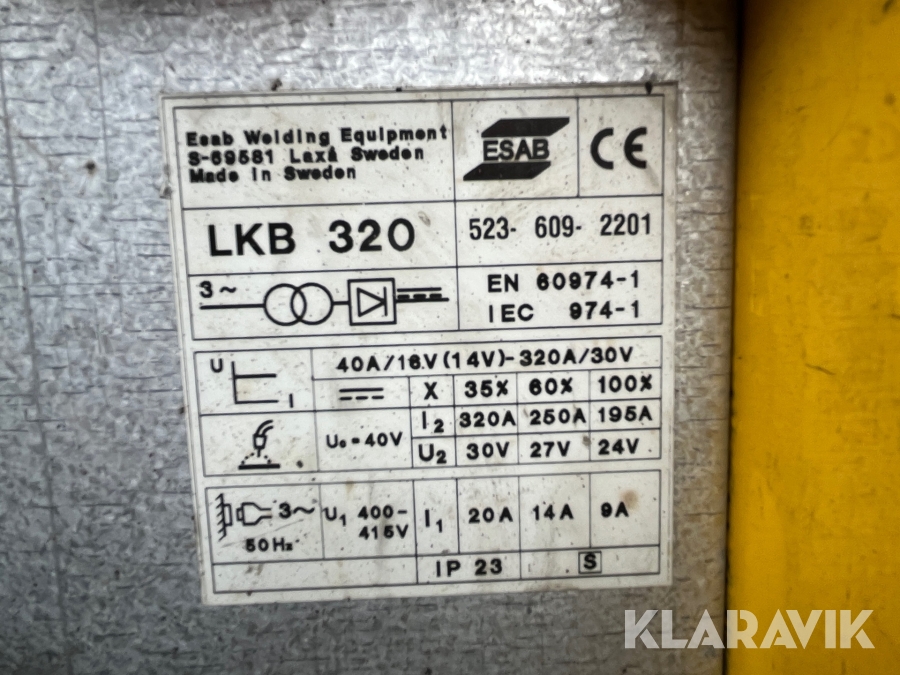 Esab Welding Equipment
S-69581 Laxå Sweden
Made in Sweden
ESAB
CE
LKB 320
523- 609- 2201
3~
EN 60974-1
IEC 974-1
U
I
40A/16V(14V)-320A/30V
X 35% 60% 100%
U₀=40V
I₂ 320A 250A 195A
U₂ 30V 27V 24V
3~
50Hz
U₁ 400-
415V
I₁ 20A 14A 9A
IP 23
S
KLARAVIK